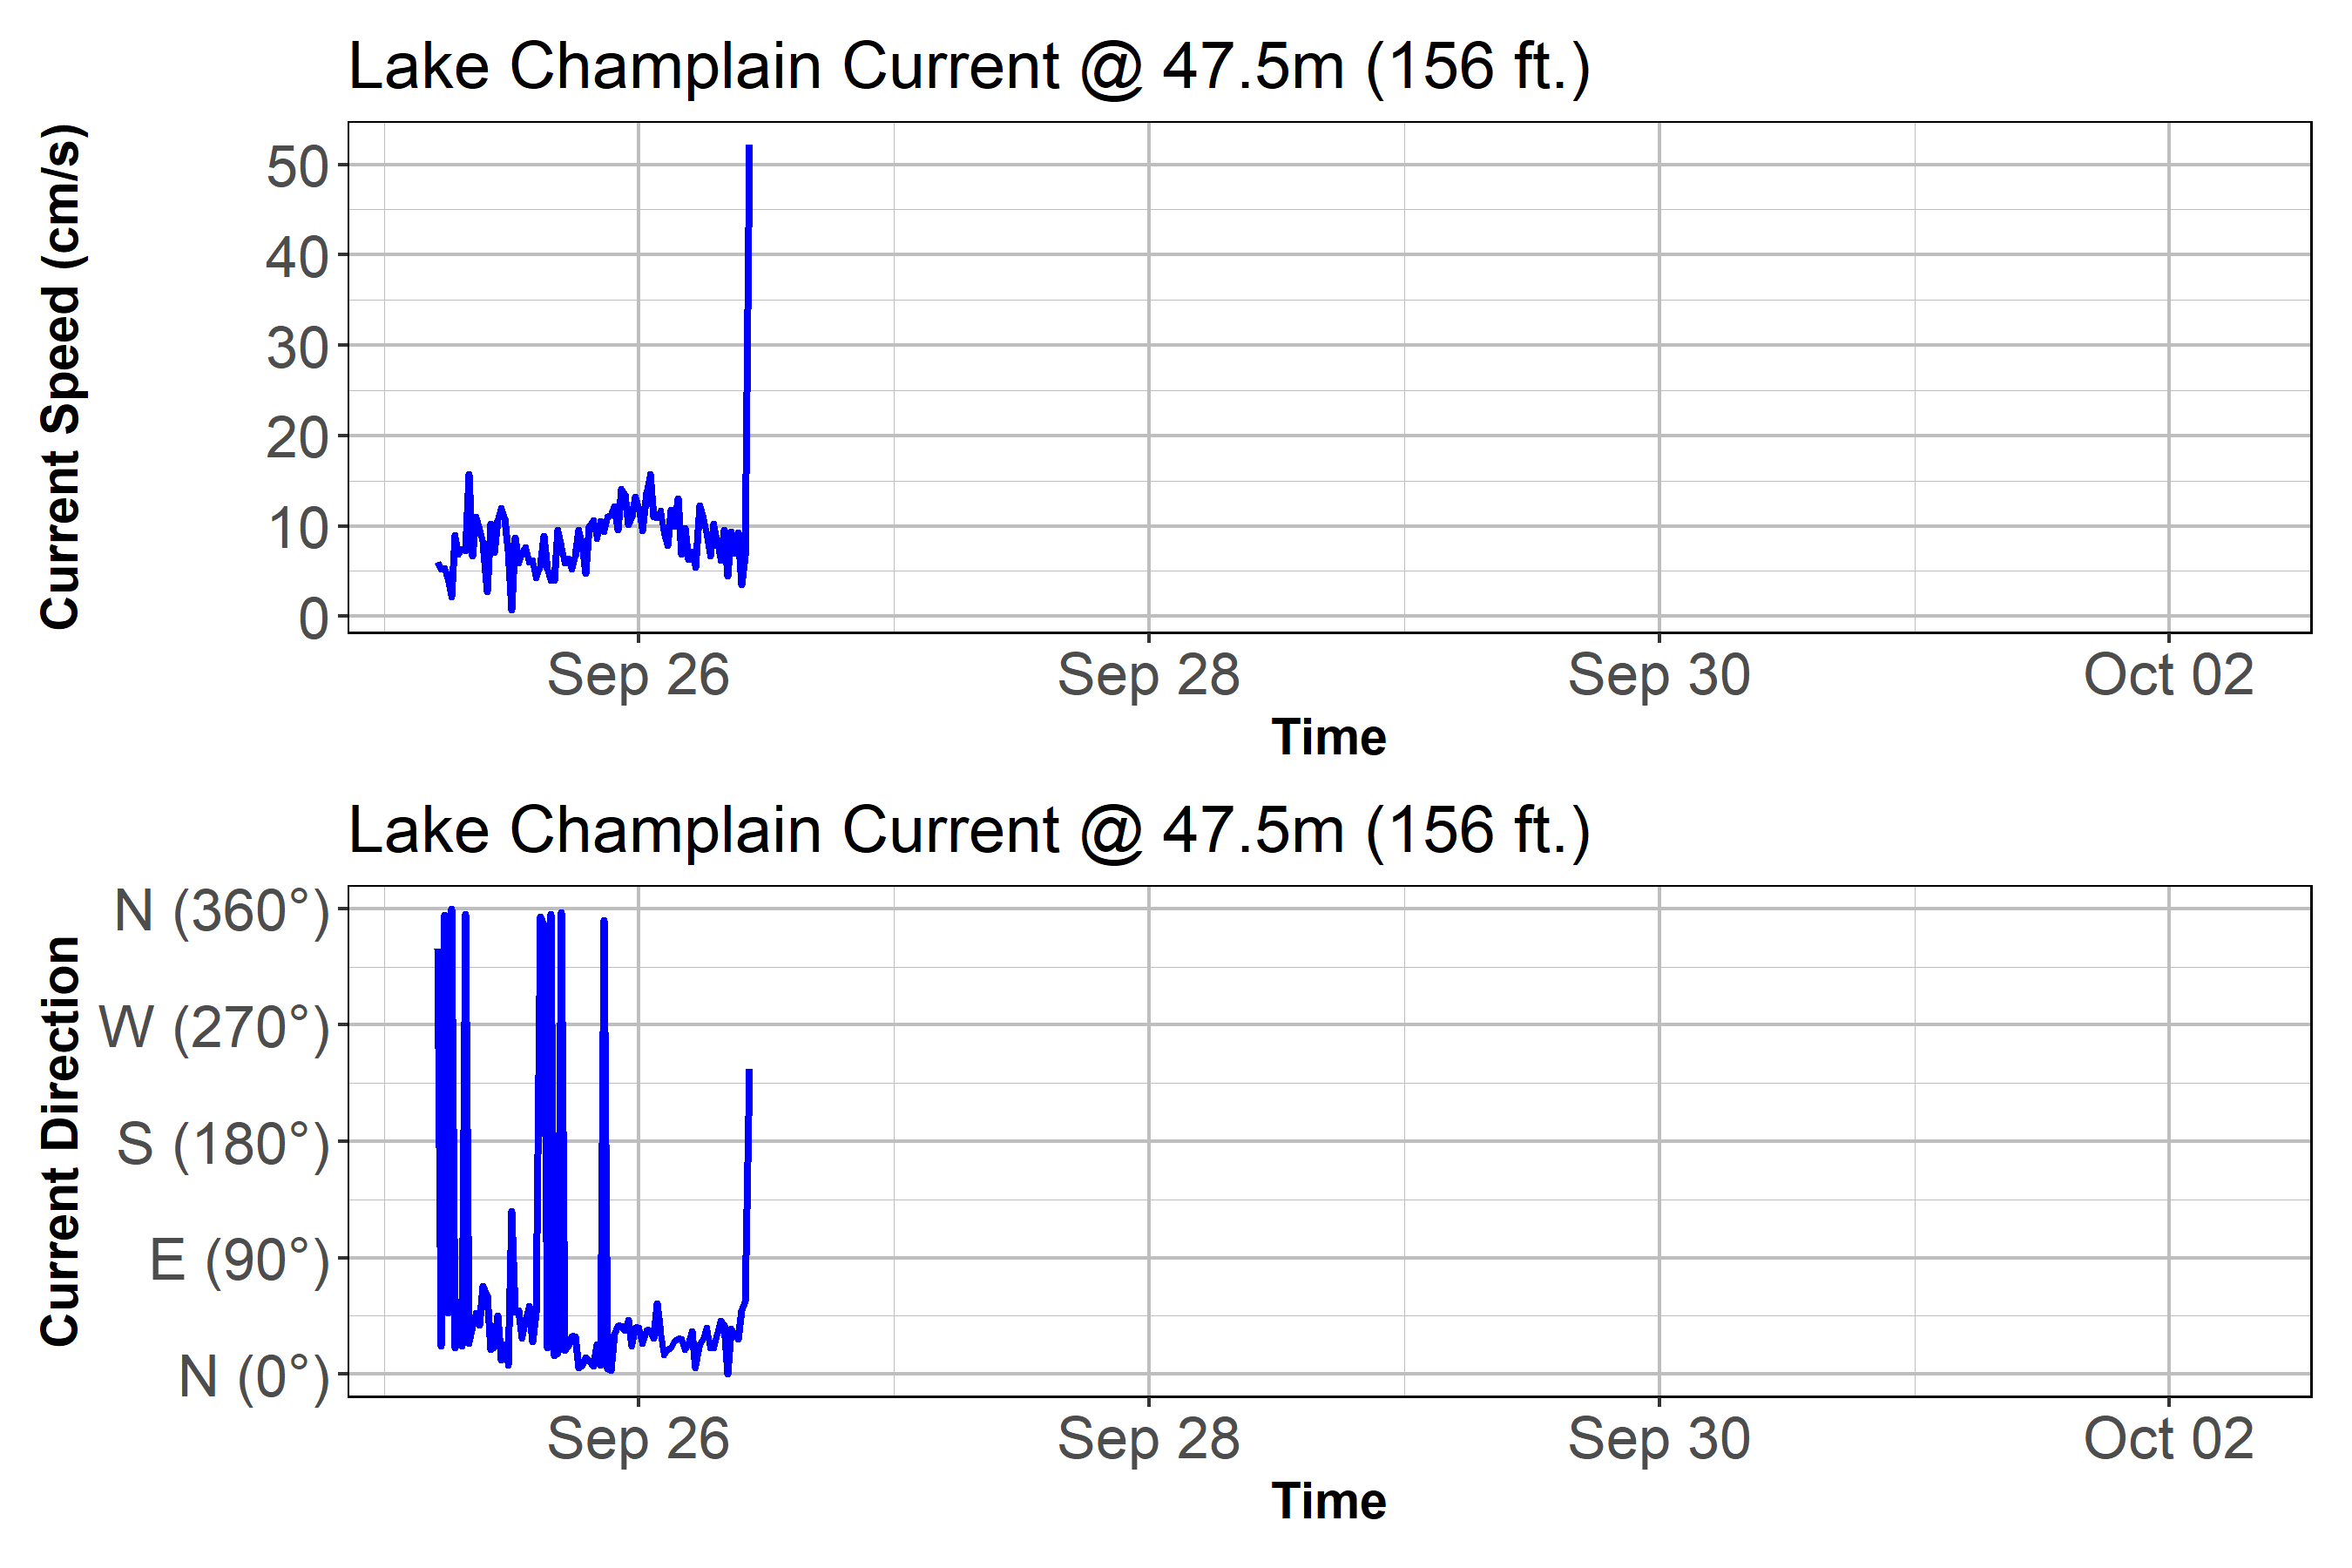 Lake Champlain Current @ 47.5m (156 ft.)
Current Speed (cm/s)
50
40
30
20
10
0
Sep 26 Sep 28 Sep 30 Oct 02
Time
Lake Champlain Current @ 47.5m (156 ft.)
Current Direction
N (360°)
W (270°)
S (180°)
E (90°)
N (0°)
Sep 26 Sep 28 Sep 30 Oct 02
Time